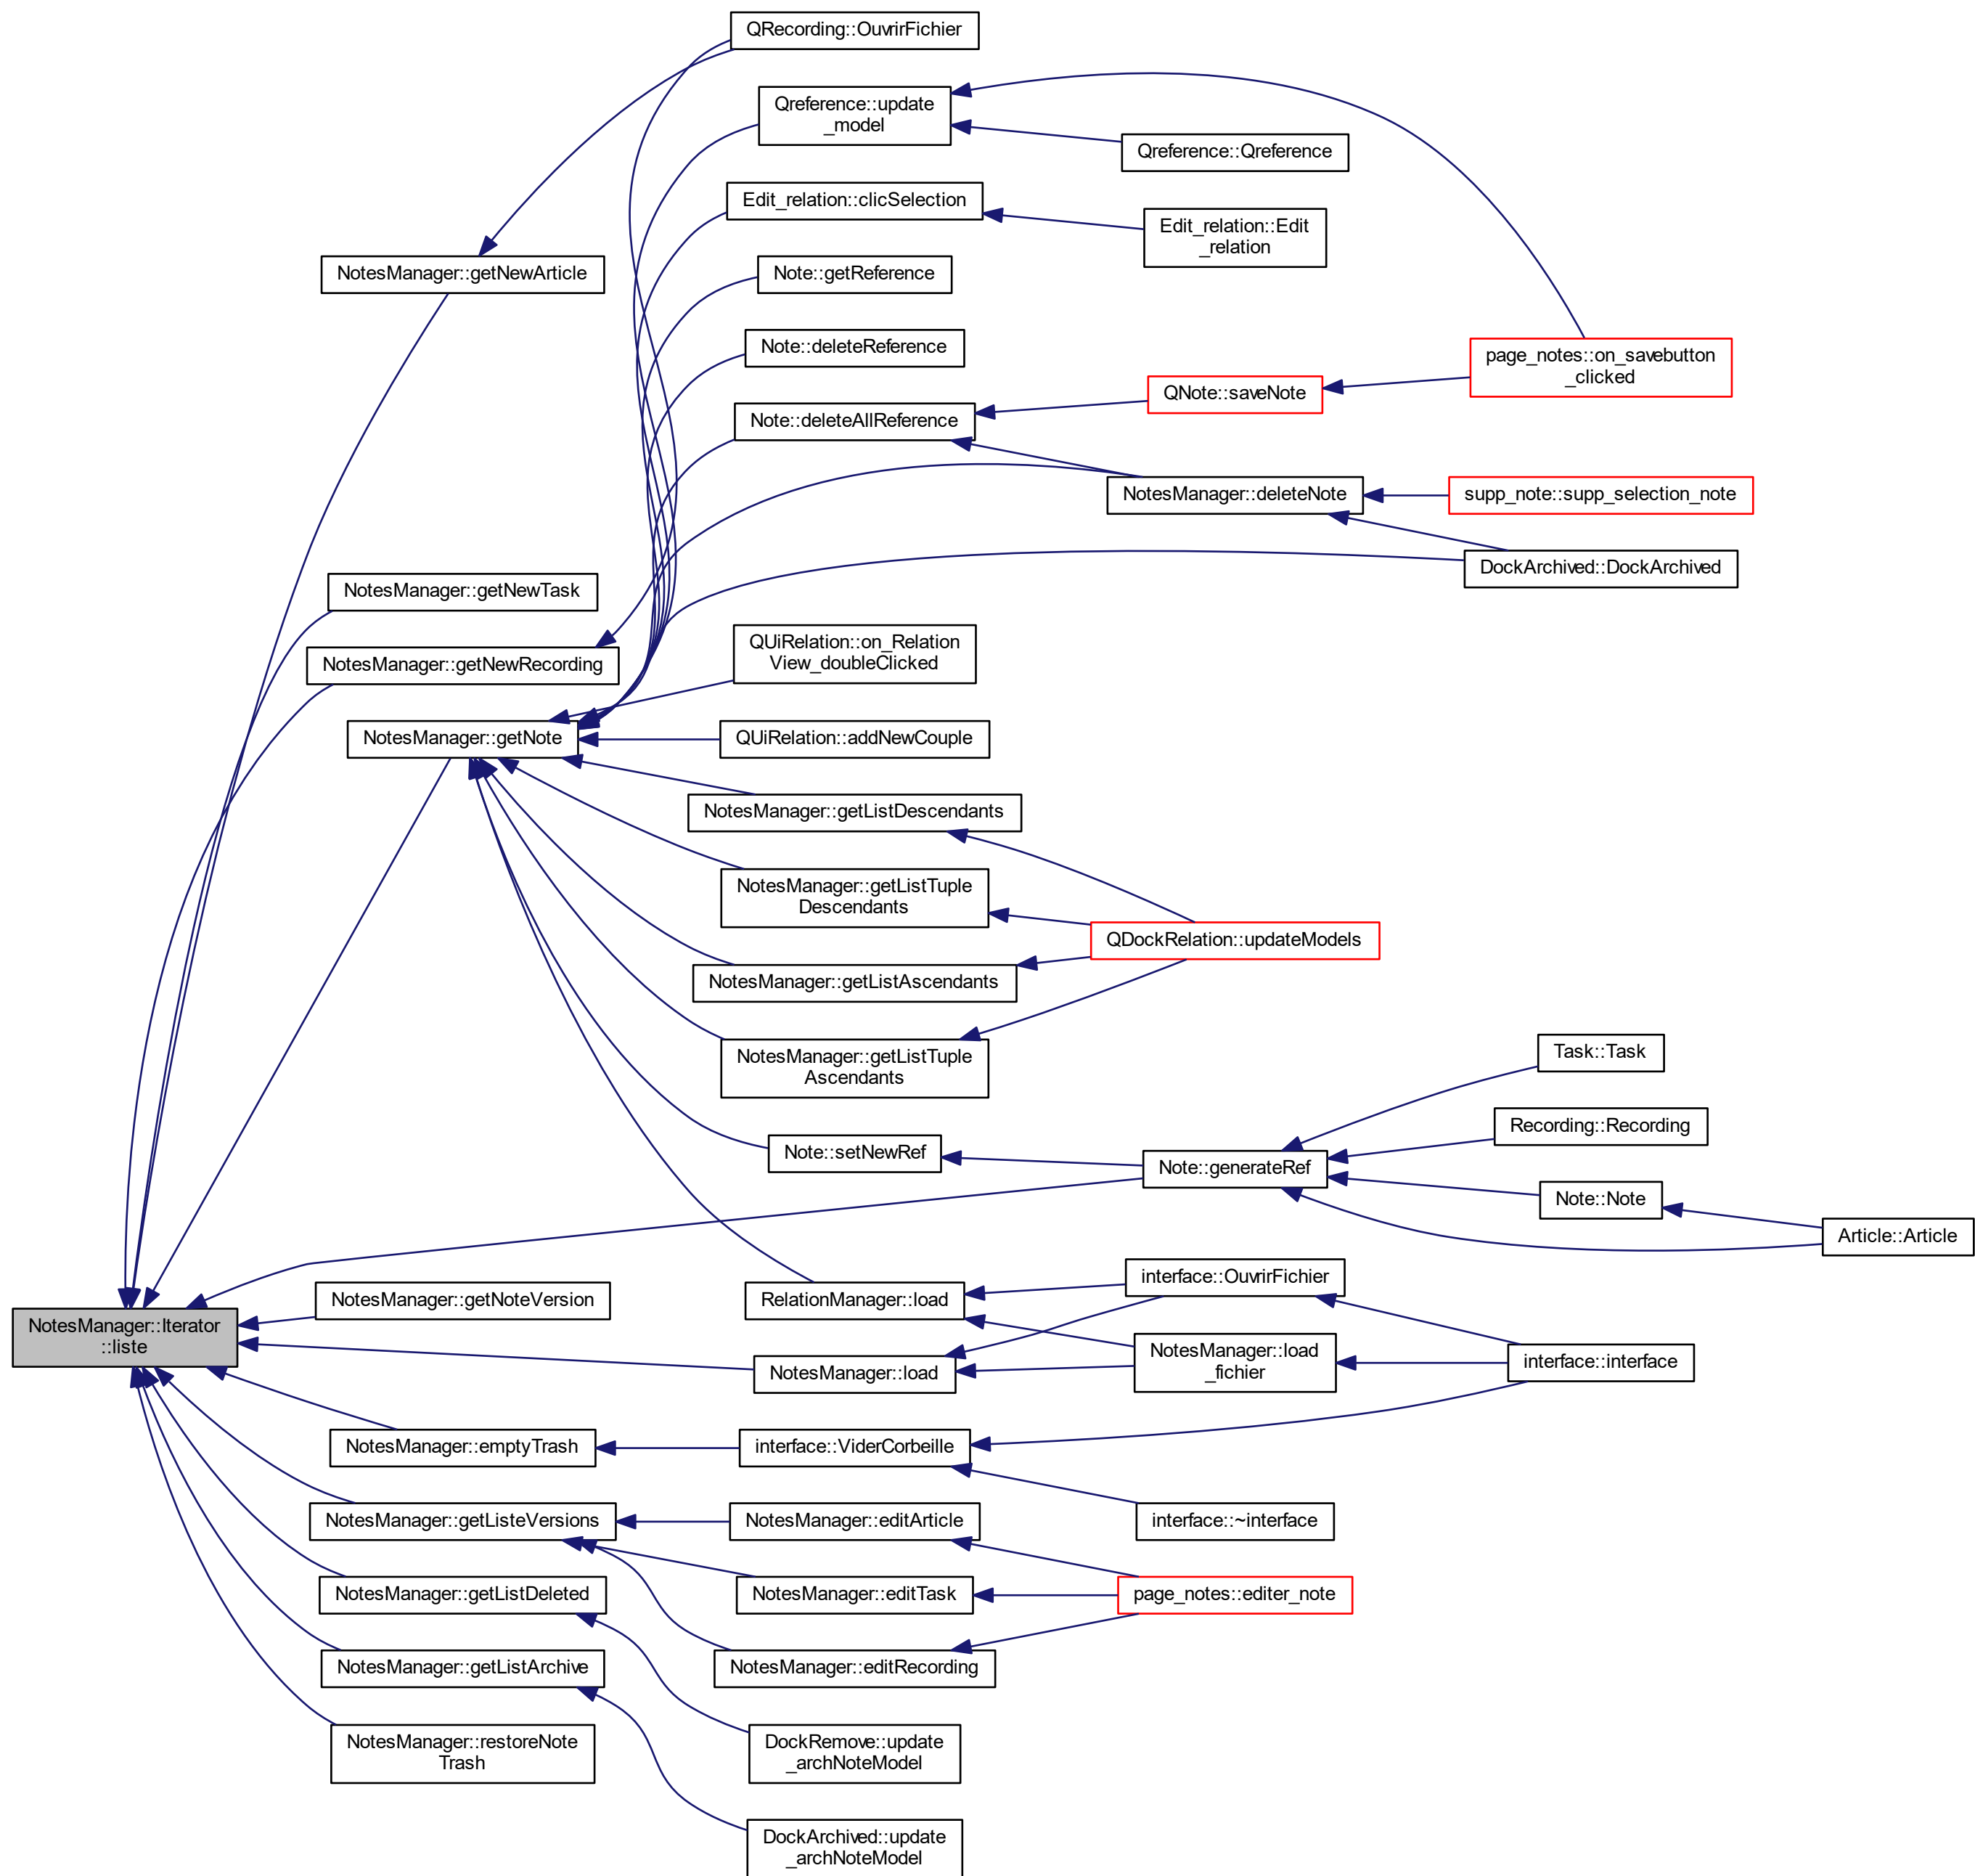 QRecording::OuvrirFichier
Qreference::update
_model
Qreference::Qreference
Edit_relation::clicSelection
Edit_relation::Edit
_relation
NotesManager::getNewArticle
Note::getReference
Note::deleteReference
page_notes::on_savebutton
_clicked
QNote::saveNote
Note::deleteAllReference
NotesManager::deleteNote
supp_note::supp_selection_note
DockArchived::DockArchived
NotesManager::getNewTask
NotesManager::getNewRecording
QUiRelation::on_Relation
View_doubleClicked
NotesManager::getNote
QUiRelation::addNewCouple
NotesManager::getListDescendants
NotesManager::getListTuple
Descendants
QDockRelation::updateModels
NotesManager::getListAscendants
NotesManager::getListTuple
Ascendants
Task::Task
Recording::Recording
Note::setNewRef
Note::generateRef
Note::Note
Article::Article
NotesManager::Iterator
::liste
NotesManager::getNoteVersion
RelationManager::load
interface::OuvrirFichier
NotesManager::load
NotesManager::load
_fichier
interface::interface
NotesManager::emptyTrash
interface::ViderCorbeille
interface::~interface
NotesManager::getListeVersions
NotesManager::editArticle
NotesManager::getListDeleted
NotesManager::editTask
page_notes::editer_note
NotesManager::getListArchive
NotesManager::editRecording
NotesManager::restoreNote
Trash
DockRemove::update
_archNoteModel
DockArchived::update
_archNoteModel